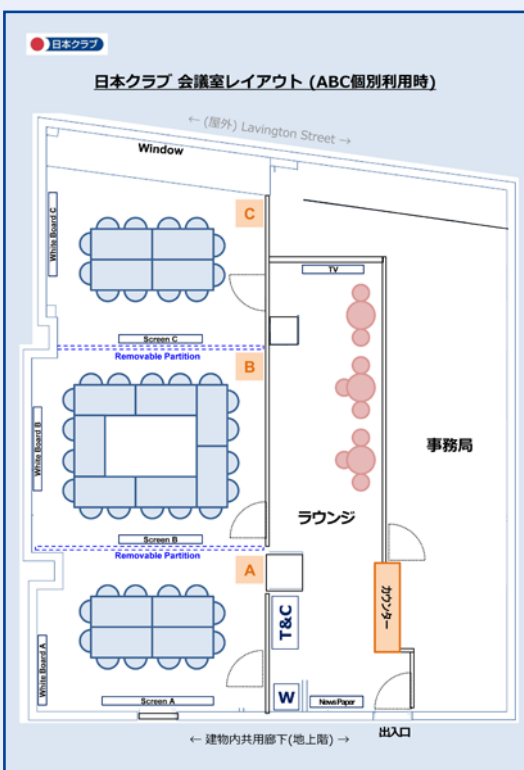 日本クラブ
日本クラブ 会議室レイアウト (ABC個別利用時)
← (屋外) Lavington Street →
Window
C
White Board C
TV
Screen C
Removable Partition
B
White Board B
事務局
ラウンジ
Screen B
Removable Partition
A
カウンター
T&C
White Board A
W
Screen A
News Paper
出入口
← 建物内共用廊下(地上階) →